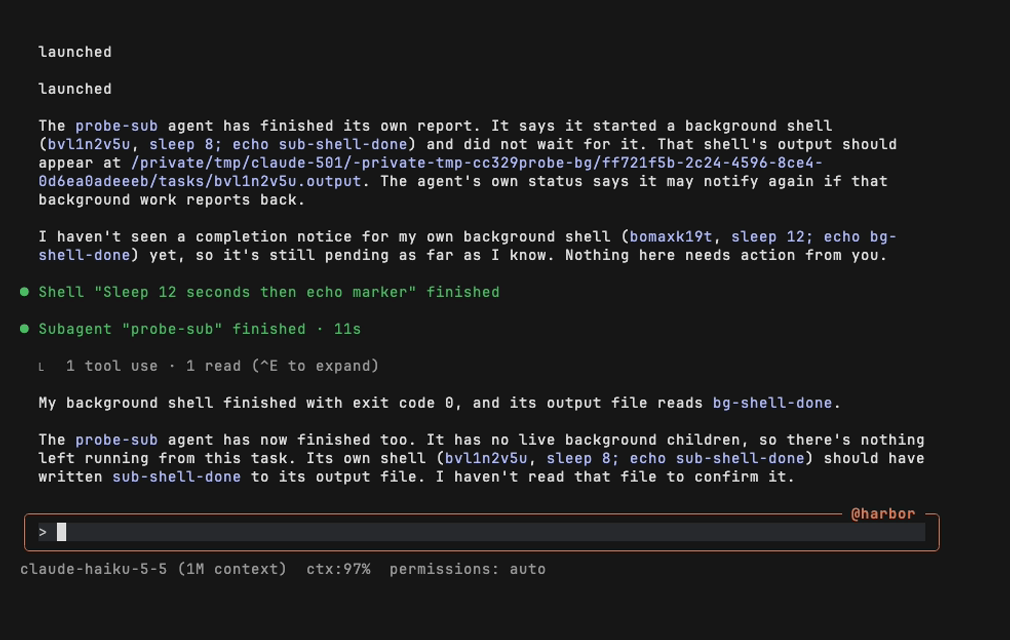 launched
launched
The probe-sub agent has finished its own report. It says it started a background shell
(bvl1n2v5u, sleep 8; echo sub-shell-done) and did not wait for it. That shell's output should
appear at /private/tmp/claude-501/-private-tmp-cc329probe-bg/ff721f5b-2c24-4596-8ce4-
0d6ea0adeeeb/tasks/bvl1n2v5u.output. The agent's own status says it may notify again if that
background work reports back.
I haven't seen a completion notice for my own background shell (bomaxk19t, sleep 12; echo bg-
shell-done) yet, so it's still pending as far as I know. Nothing here needs action from you.
● Shell "Sleep 12 seconds then echo marker" finished
● Subagent "probe-sub" finished · 11s
└ 1 tool use · 1 read (^E to expand)
My background shell finished with exit code 0, and its output file reads bg-shell-done.
The probe-sub agent has now finished too. It has no live background children, so there's nothing
left running from this task. Its own shell (bvl1n2v5u, sleep 8; echo sub-shell-done) should have
written sub-shell-done to its output file. I haven't read that file to confirm it.
@harbor
>
claude-haiku-5-5 (1M context) ctx:97% permissions: auto